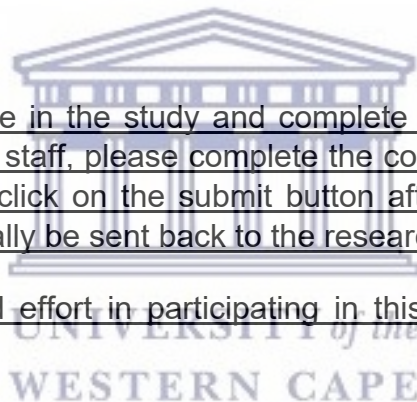 e in the study and complete
staff, please complete the co
click on the submit button af
ally be sent back to the resear
l effort in participating in this
UNIVERSITY of the
WESTERN CAPE